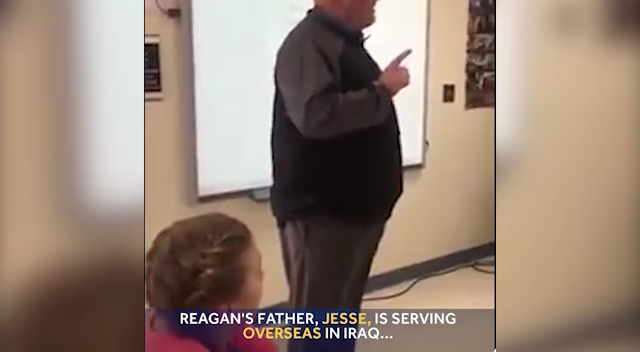 REAGAN'S FATHER, JESSE, IS SERVING
OVERSEAS IN IRAQ...